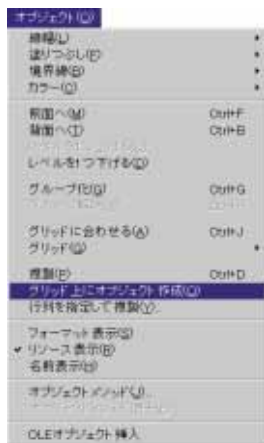 オブジェクト(O)
線幅(L)
塗りつぶし(P)
境界線(B)
カラー(O)
前面へ(M) Ctrl+F
背面へ(T) Ctrl+B
レベルを1つ下げる(D)
グループ化(G) Ctrl+G
グリッドに合わせる(A) Ctrl+J
グリッド(G)
複製(E) Ctrl+D
グリッド上にオブジェクト作成(O)
行列を指定して複製(Y)...
フォーマット表示(S)
リソース表示(R)
名前表示(H)
オブジェクトメソッド(J)...
OLEオブジェクト挿入